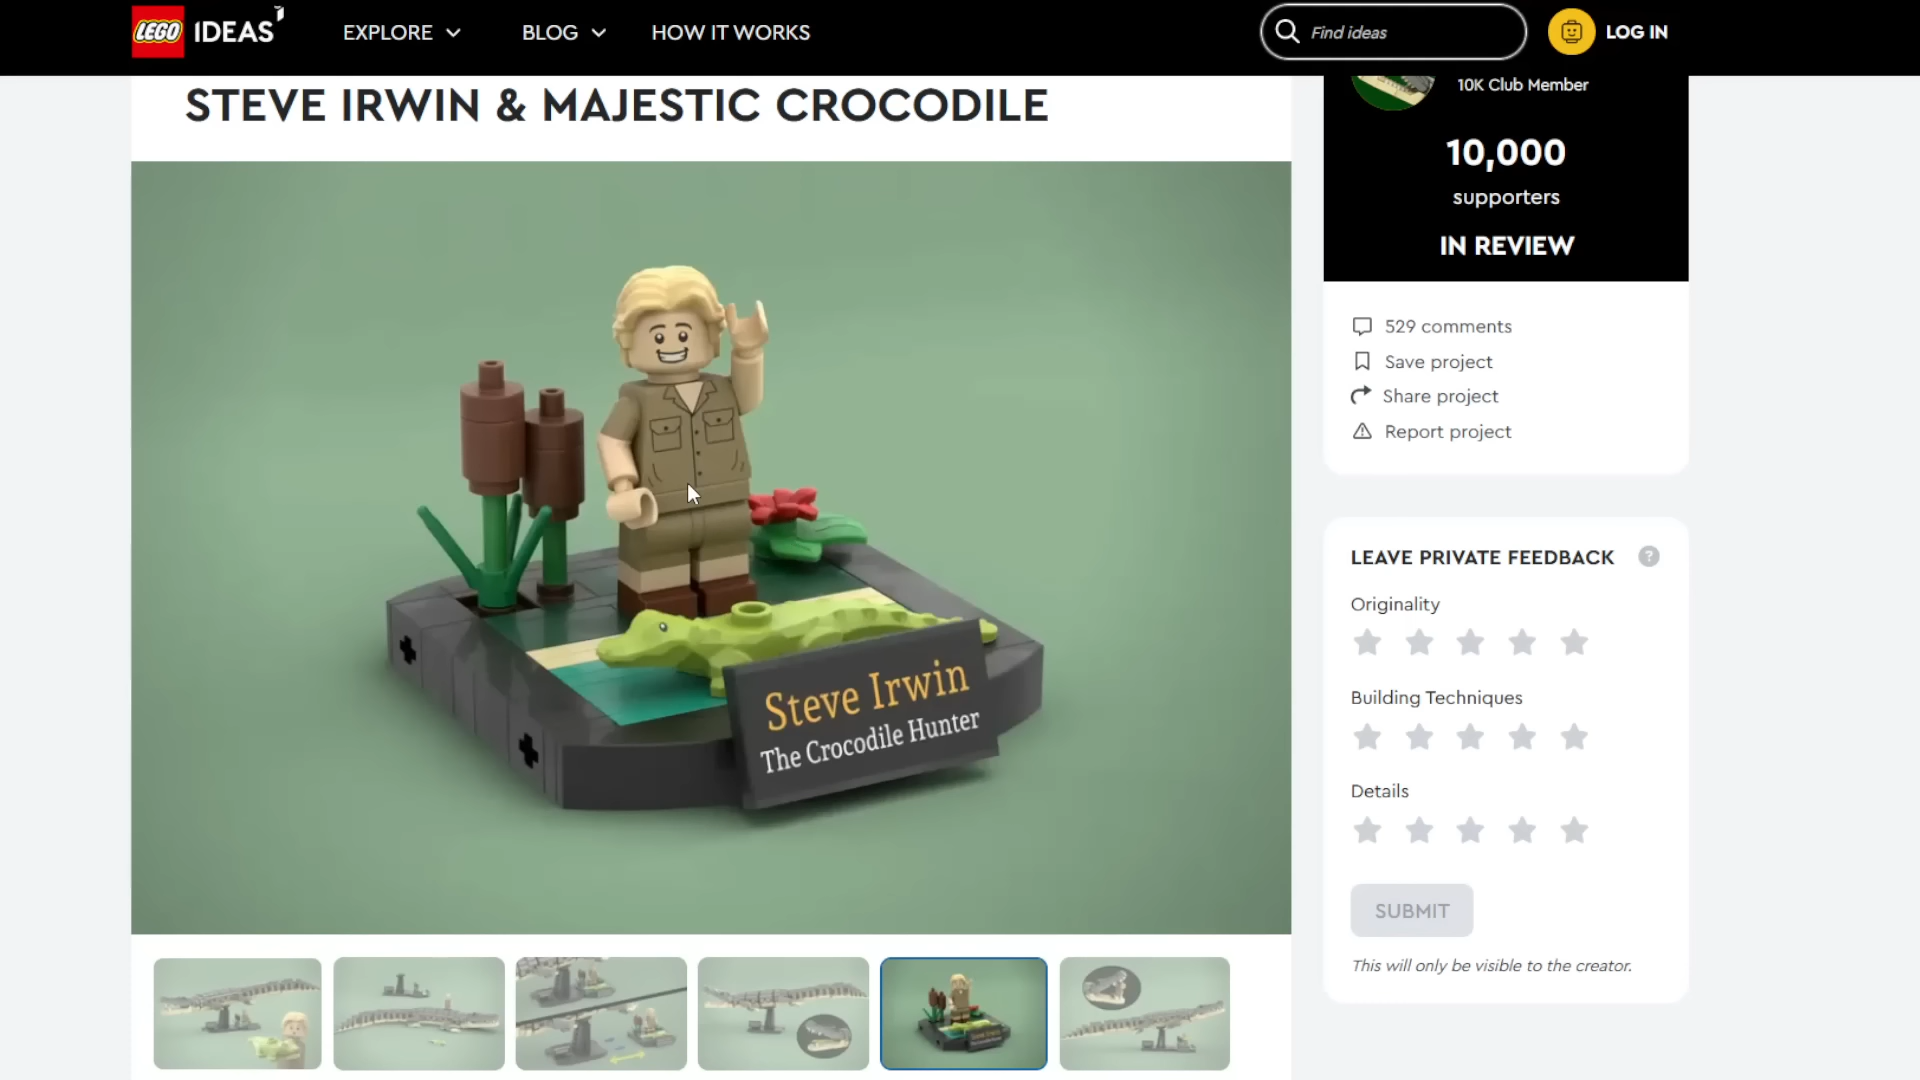 LEGO IDEAS
EXPLORE
BLOG
HOW IT WORKS
Find ideas
LOG IN
STEVE IRWIN & MAJESTIC CROCODILE
Steve Irwin
The Crocodile Hunter
10K Club Member
10,000
supporters
IN REVIEW
529 comments
Save project
Share project
Report project
LEAVE PRIVATE FEEDBACK ?
Originality
Building Techniques
Details
SUBMIT
This will only be visible to the creator.